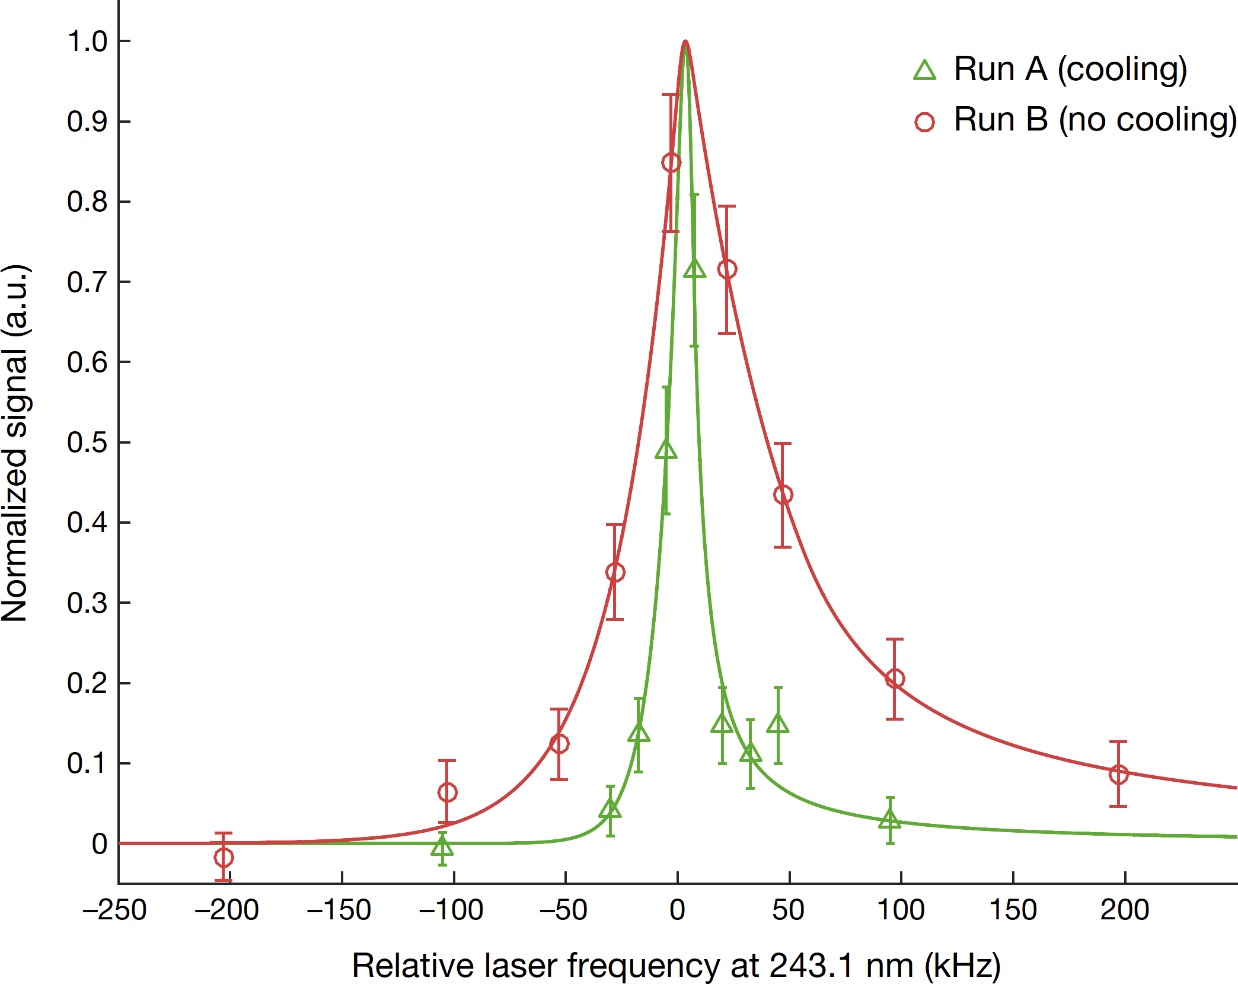 1.0
0.9
0.8
0.7
0.6
0.5
0.4
0.3
0.2
0.1
0
Normalized signal (a.u.)
Run A (cooling)
Run B (no cooling)
−250 −200 −150 −100 −50 0 50 100 150 200
Relative laser frequency at 243.1 nm (kHz)